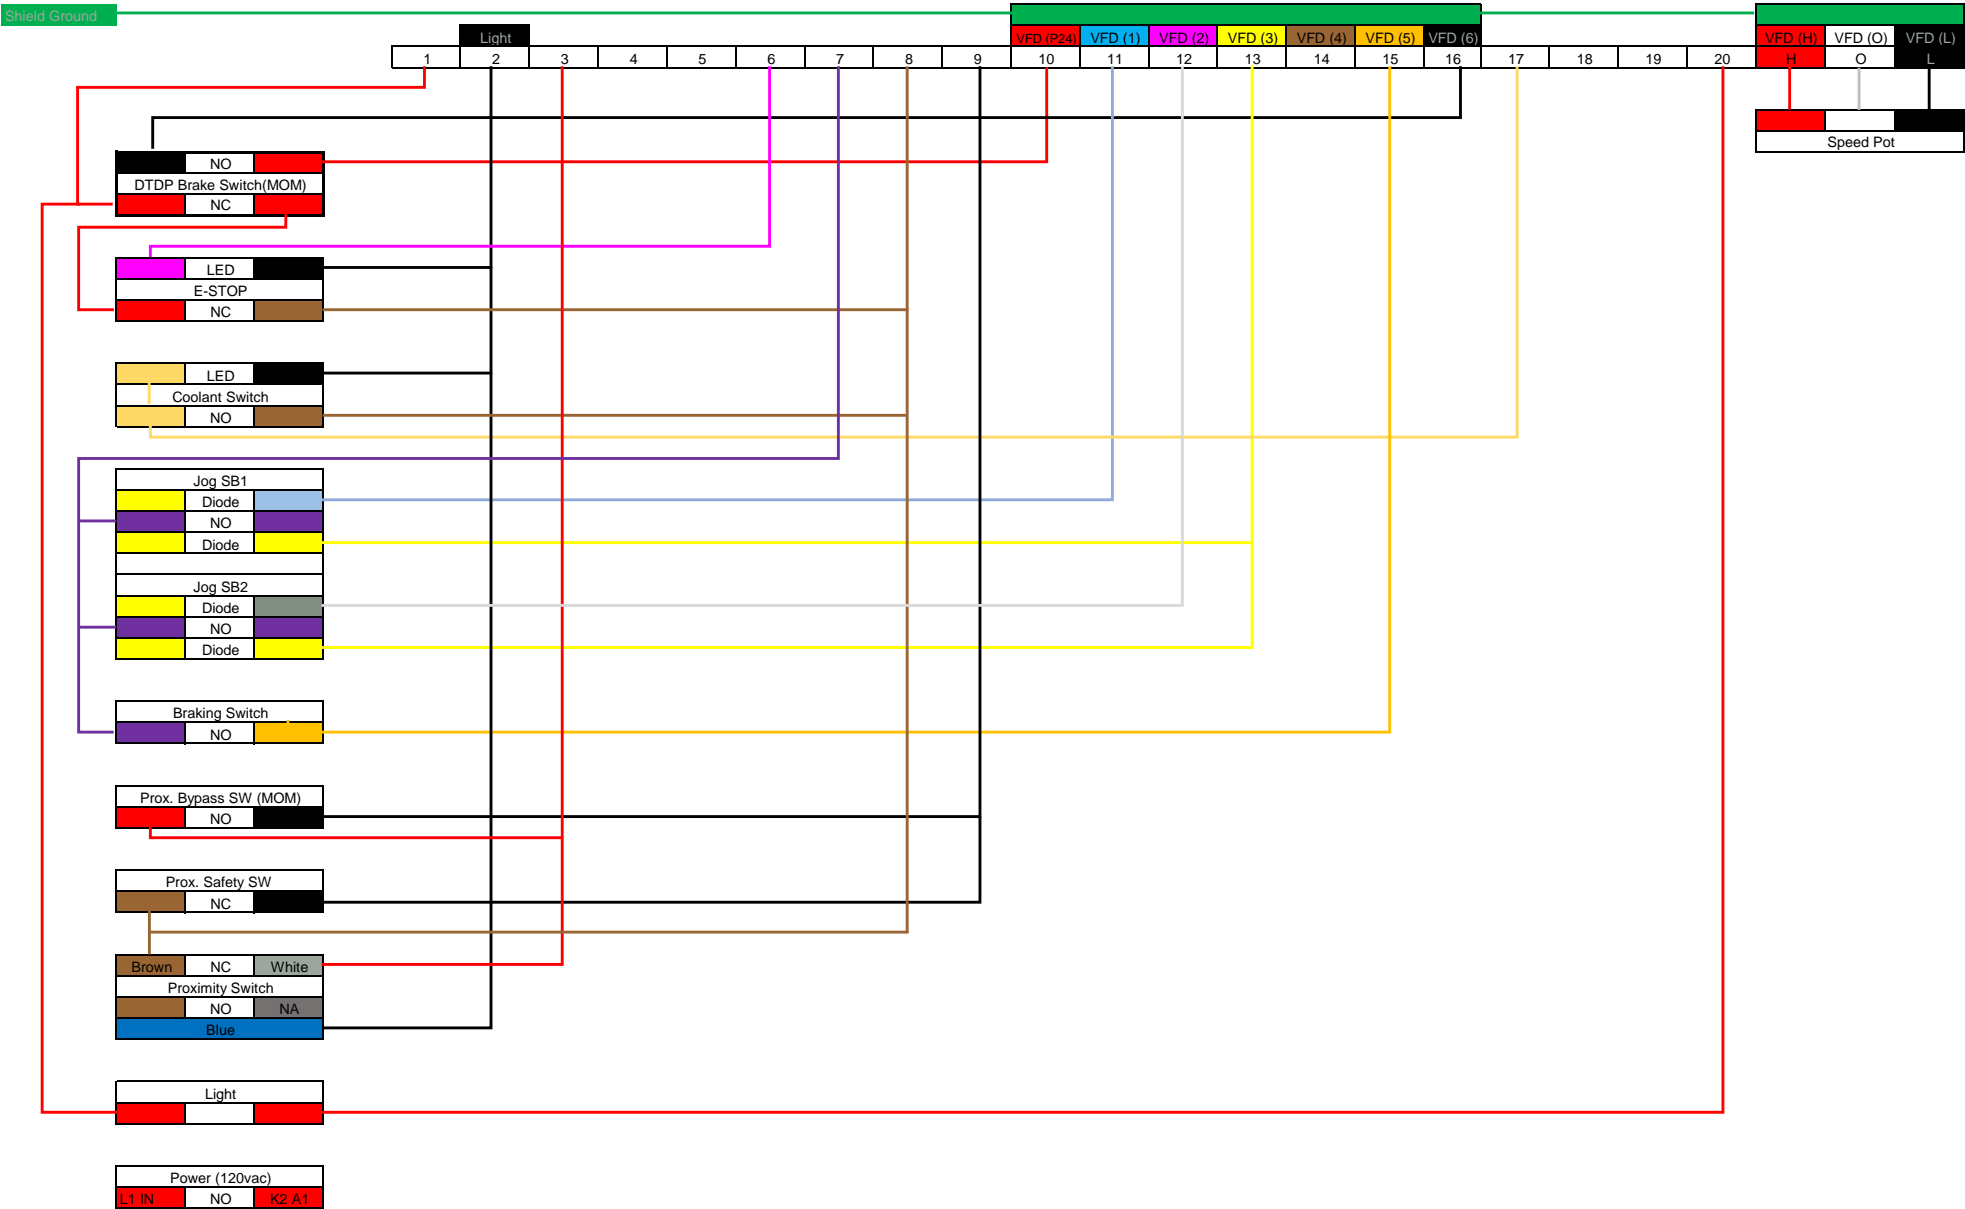 Shield Ground
Light VFD (P24) VFD (1) VFD (2) VFD (3) VFD (4) VFD (5) VFD (6) VFD (H) VFD (O) VFD (L)
1 2 3 4 5 6 7 8 9 10 11 12 13 14 15 16 17 18 19 20 H O L
Speed Pot
NO
DTDP Brake Switch(MOM)
NC
LED
E-STOP
NC
LED
Coolant Switch
NO
Jog SB1
Diode
NO
Diode
Jog SB2
Diode
NO
Diode
Braking Switch
NO
Prox. Bypass SW (MOM)
NO
Prox. Safety SW
NC
Brown NC White
Proximity Switch
NO NA
Blue
Light
Power (120vac)
L1 IN NO K2 A1